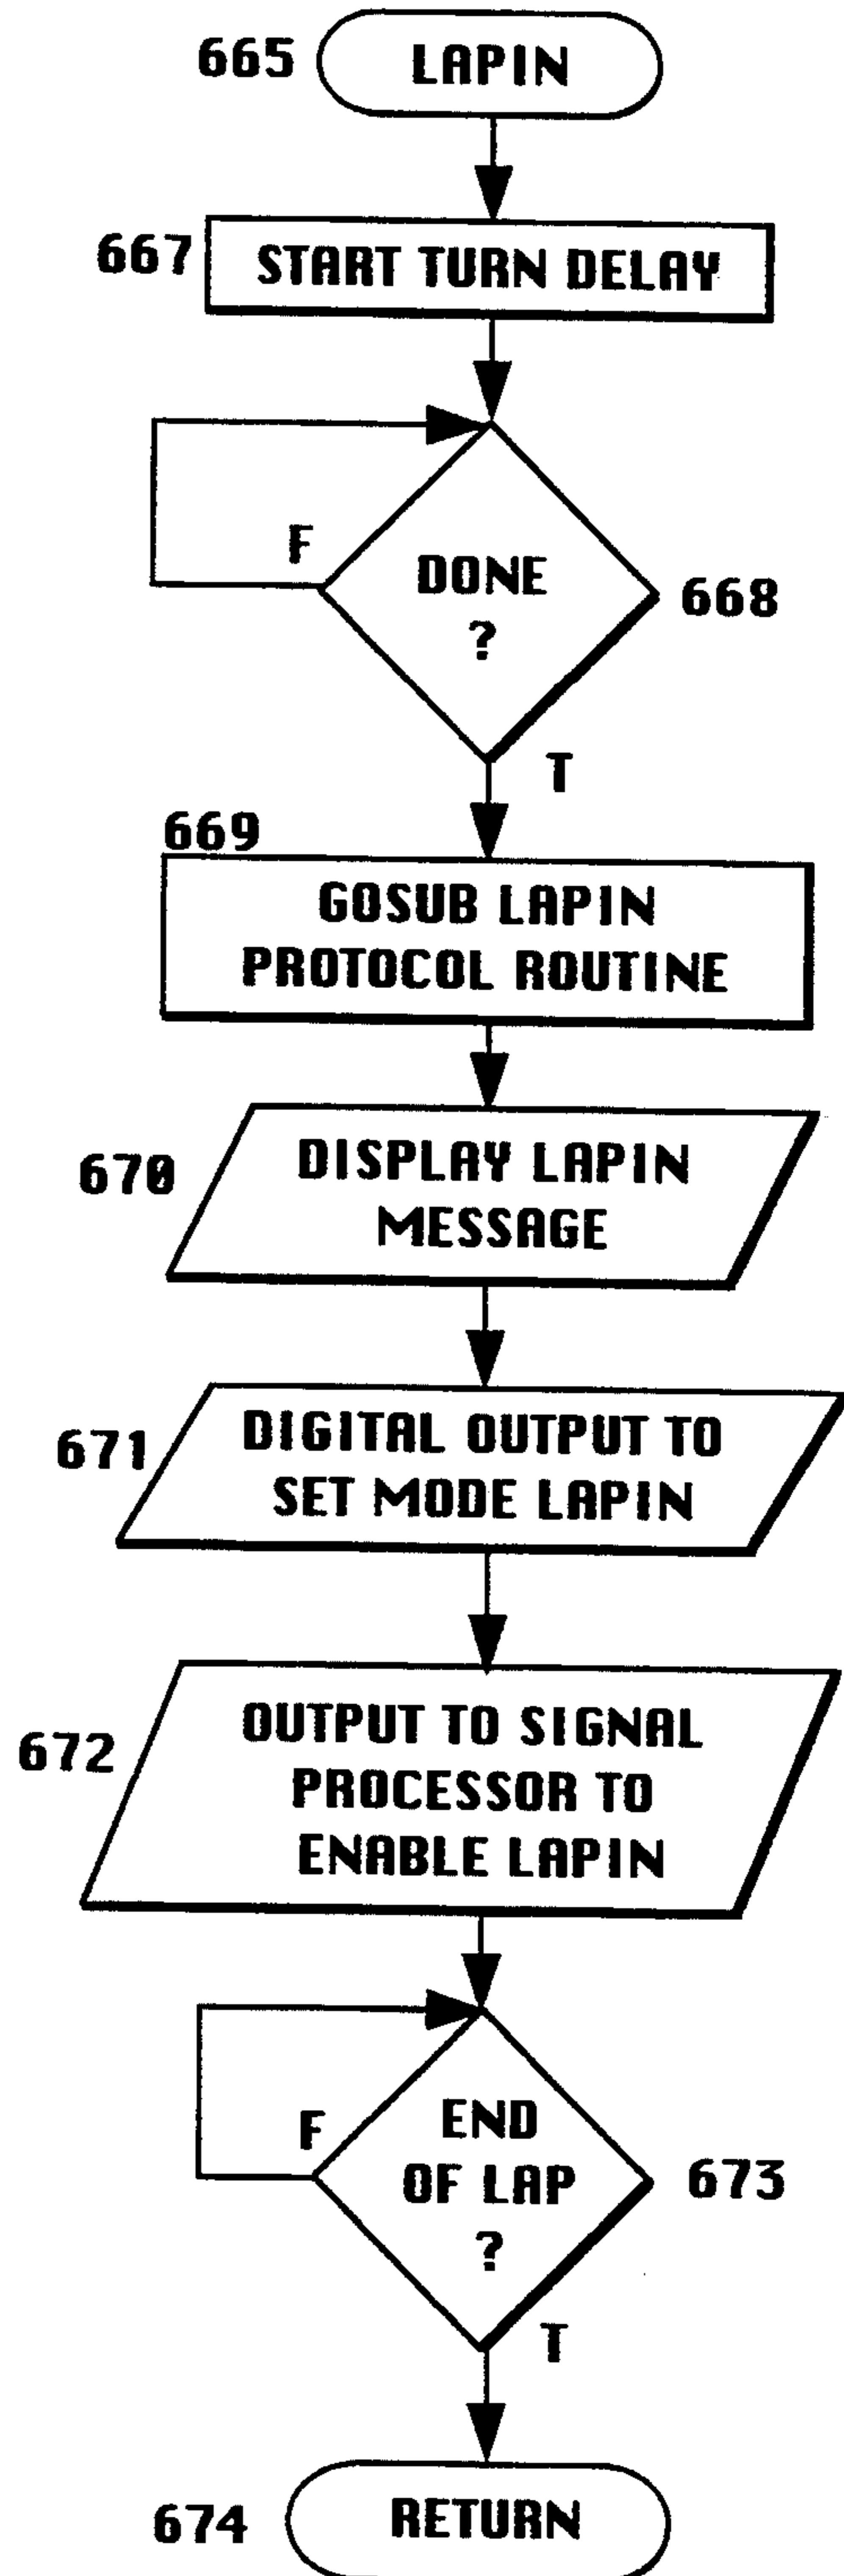 665 LAPIN
667 START TURN DELAY
F
DONE
?
668
T
669
GOSUB LAPIN
PROTOCOL ROUTINE
670
DISPLAY LAPIN
MESSAGE
671
DIGITAL OUTPUT TO
SET MODE LAPIN
672
OUTPUT TO SIGNAL
PROCESSOR TO
ENABLE LAPIN
F
END
OF LAP
?
673
T
674 RETURN